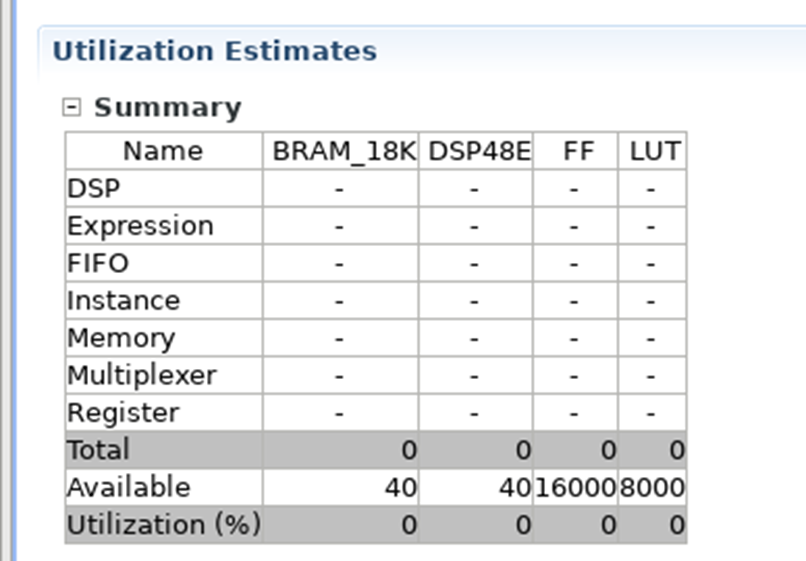 Utilization Estimates
Summary
Name BRAM_18K DSP48E FF LUT
DSP - - - -
Expression - - - -
FIFO - - - -
Instance - - - -
Memory - - - -
Multiplexer - - - -
Register - - - -
Total 0 0 0 0
Available 40 40 16000 8000
Utilization (%) 0 0 0 0